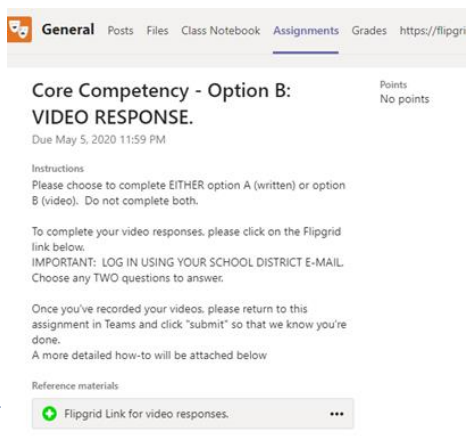 General Posts Files Class Notebook Assignments Grades https://flipgri
Core Competency - Option B:
VIDEO RESPONSE.
Due May 5, 2020 11:59 PM
Points
No points
Instructions
Please choose to complete EITHER option A (written) or option
B (video). Do not complete both.
To complete your video responses, please click on the Flipgrid
link below.
IMPORTANT: LOG IN USING YOUR SCHOOL DISTRICT E-MAIL.
Choose any TWO questions to answer.
Once you've recorded your videos, please return to this
assignment in Teams and click "submit" so that we know you're
done.
A more detailed how-to will be attached below
Reference materials
Flipgrid Link for video responses.